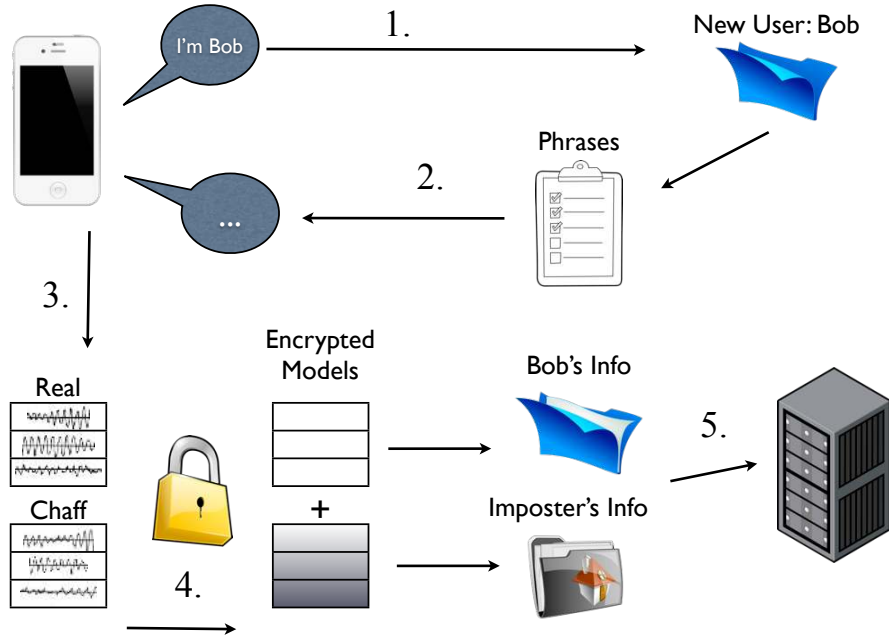 I'm Bob
1.
New User: Bob
Phrases
2.
...
3.
Encrypted
Models
Real
Bob's Info
5.
Chaff
+
Imposter's Info
4.